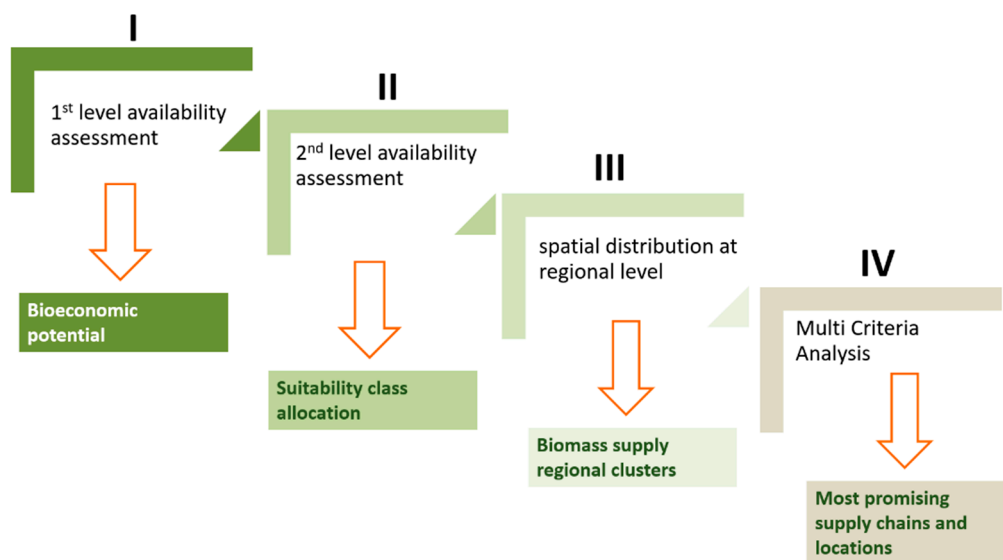 I
1st level availability
assessment
Bioeconomic
potential
II
2nd level availability
assessment
Suitability class
allocation
III
spatial distribution at
regional level
Biomass supply
regional clusters
IV
Multi Criteria
Analysis
Most promising
supply chains and
locations